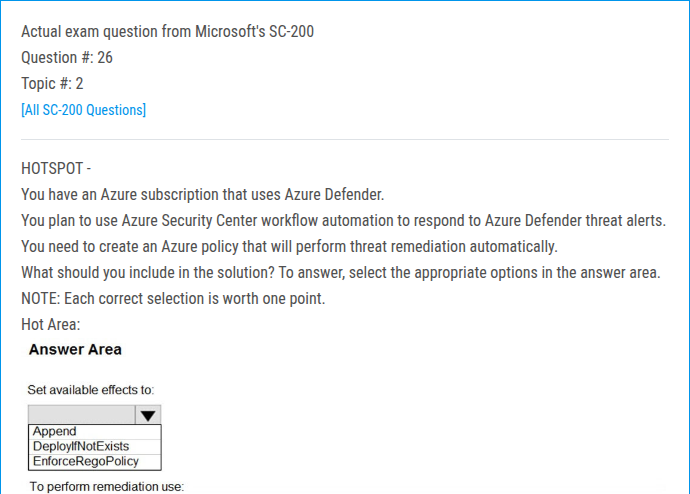 Actual exam question from Microsoft's SC-200
Question #: 26
Topic #: 2
[All SC-200 Questions]
HOTSPOT -
You have an Azure subscription that uses Azure Defender.
You plan to use Azure Security Center workflow automation to respond to Azure Defender threat alerts.
You need to create an Azure policy that will perform threat remediation automatically.
What should you include in the solution? To answer, select the appropriate options in the answer area.
NOTE: Each correct selection is worth one point.
Hot Area:
Answer Area
Set available effects to:
Append
DeployIfNotExists
EnforceRegoPolicy
To perform remediation use: